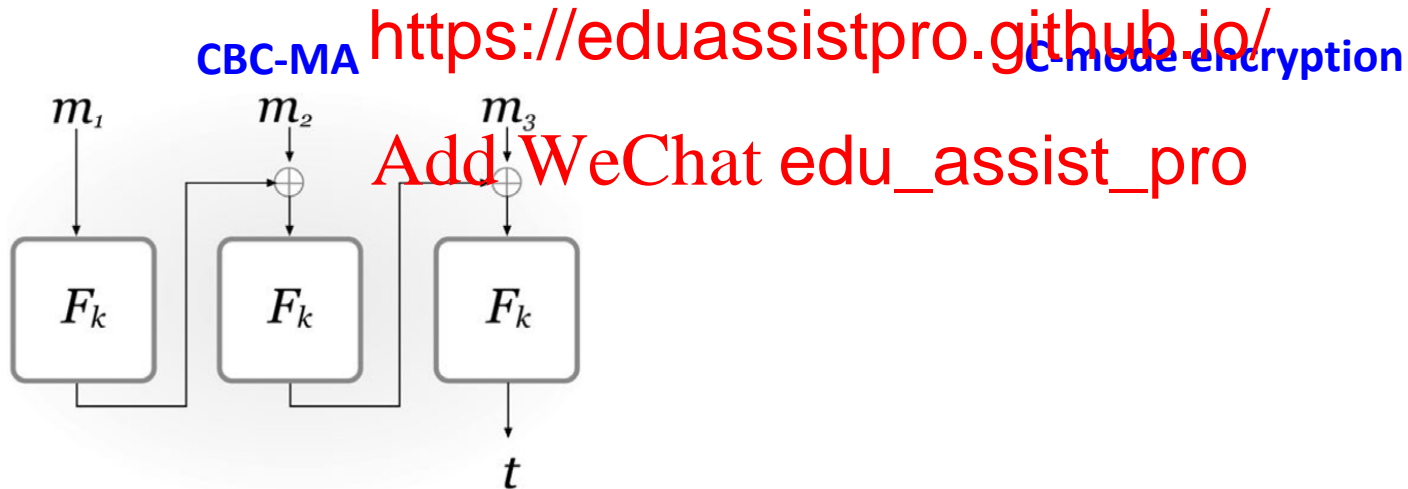 https://eduassistpro.github.io/
CBC-MA C-mode encryption
m₁ m₂ m₃
Add WeChat edu_assist_pro
Fₖ Fₖ Fₖ
t